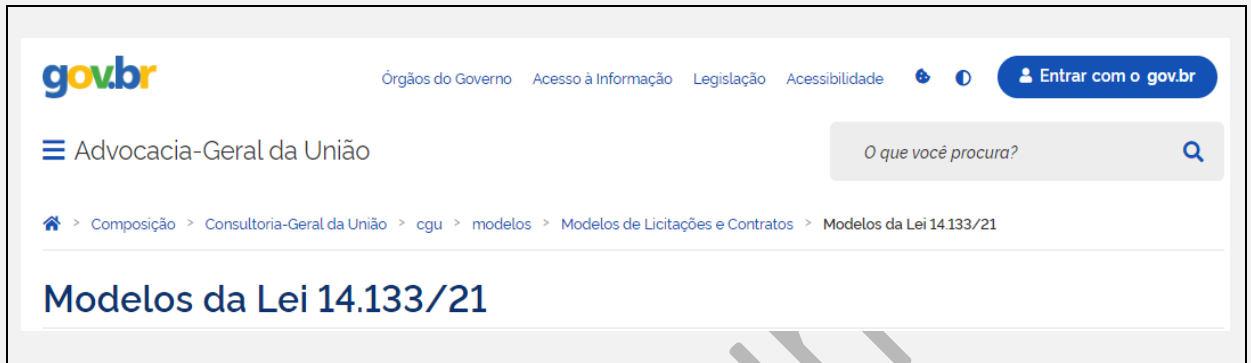 gov.br
Órgãos do Governo Acesso à Informação Legislação Acessibilidade Entrar com o gov.br
Advocacia-Geral da União
O que você procura?
> Composição > Consultoria-Geral da União > cgu > modelos > Modelos de Licitações e Contratos > Modelos da Lei 14.133/21
Modelos da Lei 14.133/21